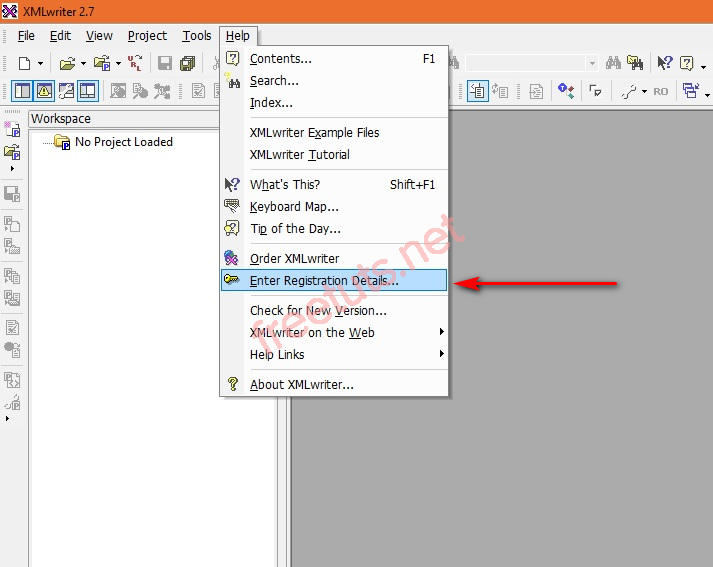 XMLwriter 2.7
File Edit View Project Tools Help
Workspace
No Project Loaded
Contents... F1
Search...
Index...
XMLwriter Example Files
XMLwriter Tutorial
What's This? Shift+F1
Keyboard Map...
Tip of the Day...
Order XMLwriter
Enter Registration Details...
Check for New Version...
XMLwriter on the Web
Help Links
About XMLwriter...
URL
RO
freetuts.net